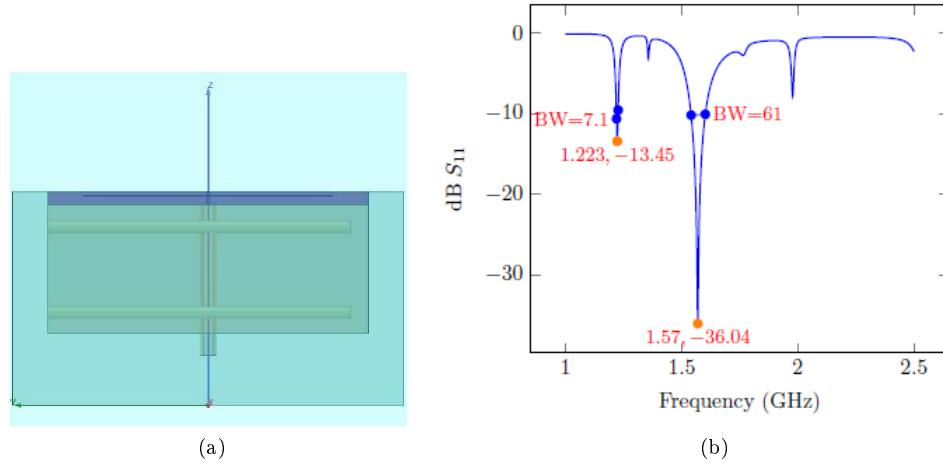 Z
Y
X
(a)
0
−10
−20
−30
dB S₁₁
BW=7.1
BW=61
1.223, −13.45
1.57, −36.04
1
1.5
2
2.5
Frequency (GHz)
(b)